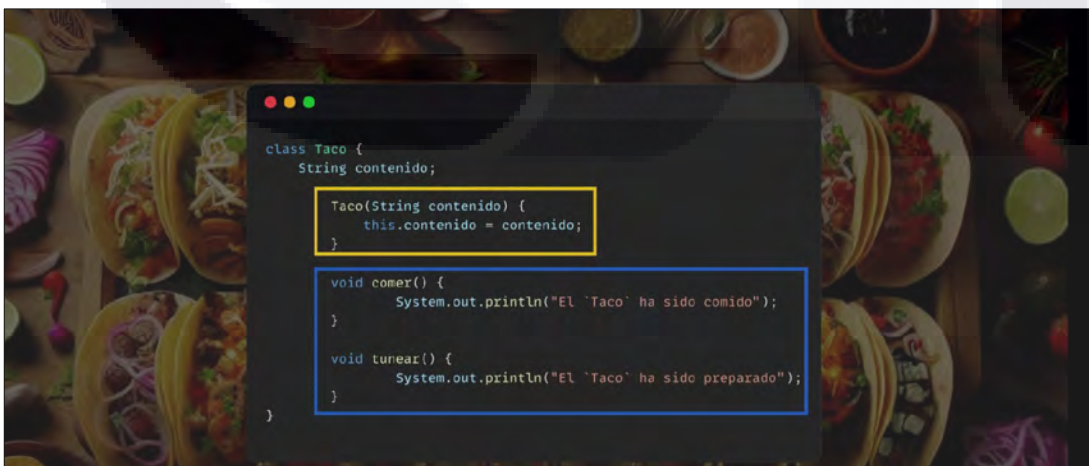 class Taco {
String contenido;
Taco(String contenido) {
this.contenido = contenido;
}
void comer() {
System.out.println("El `Taco` ha sido comido");
}
void tunear() {
System.out.println("El `Taco` ha sido preparado");
}
}